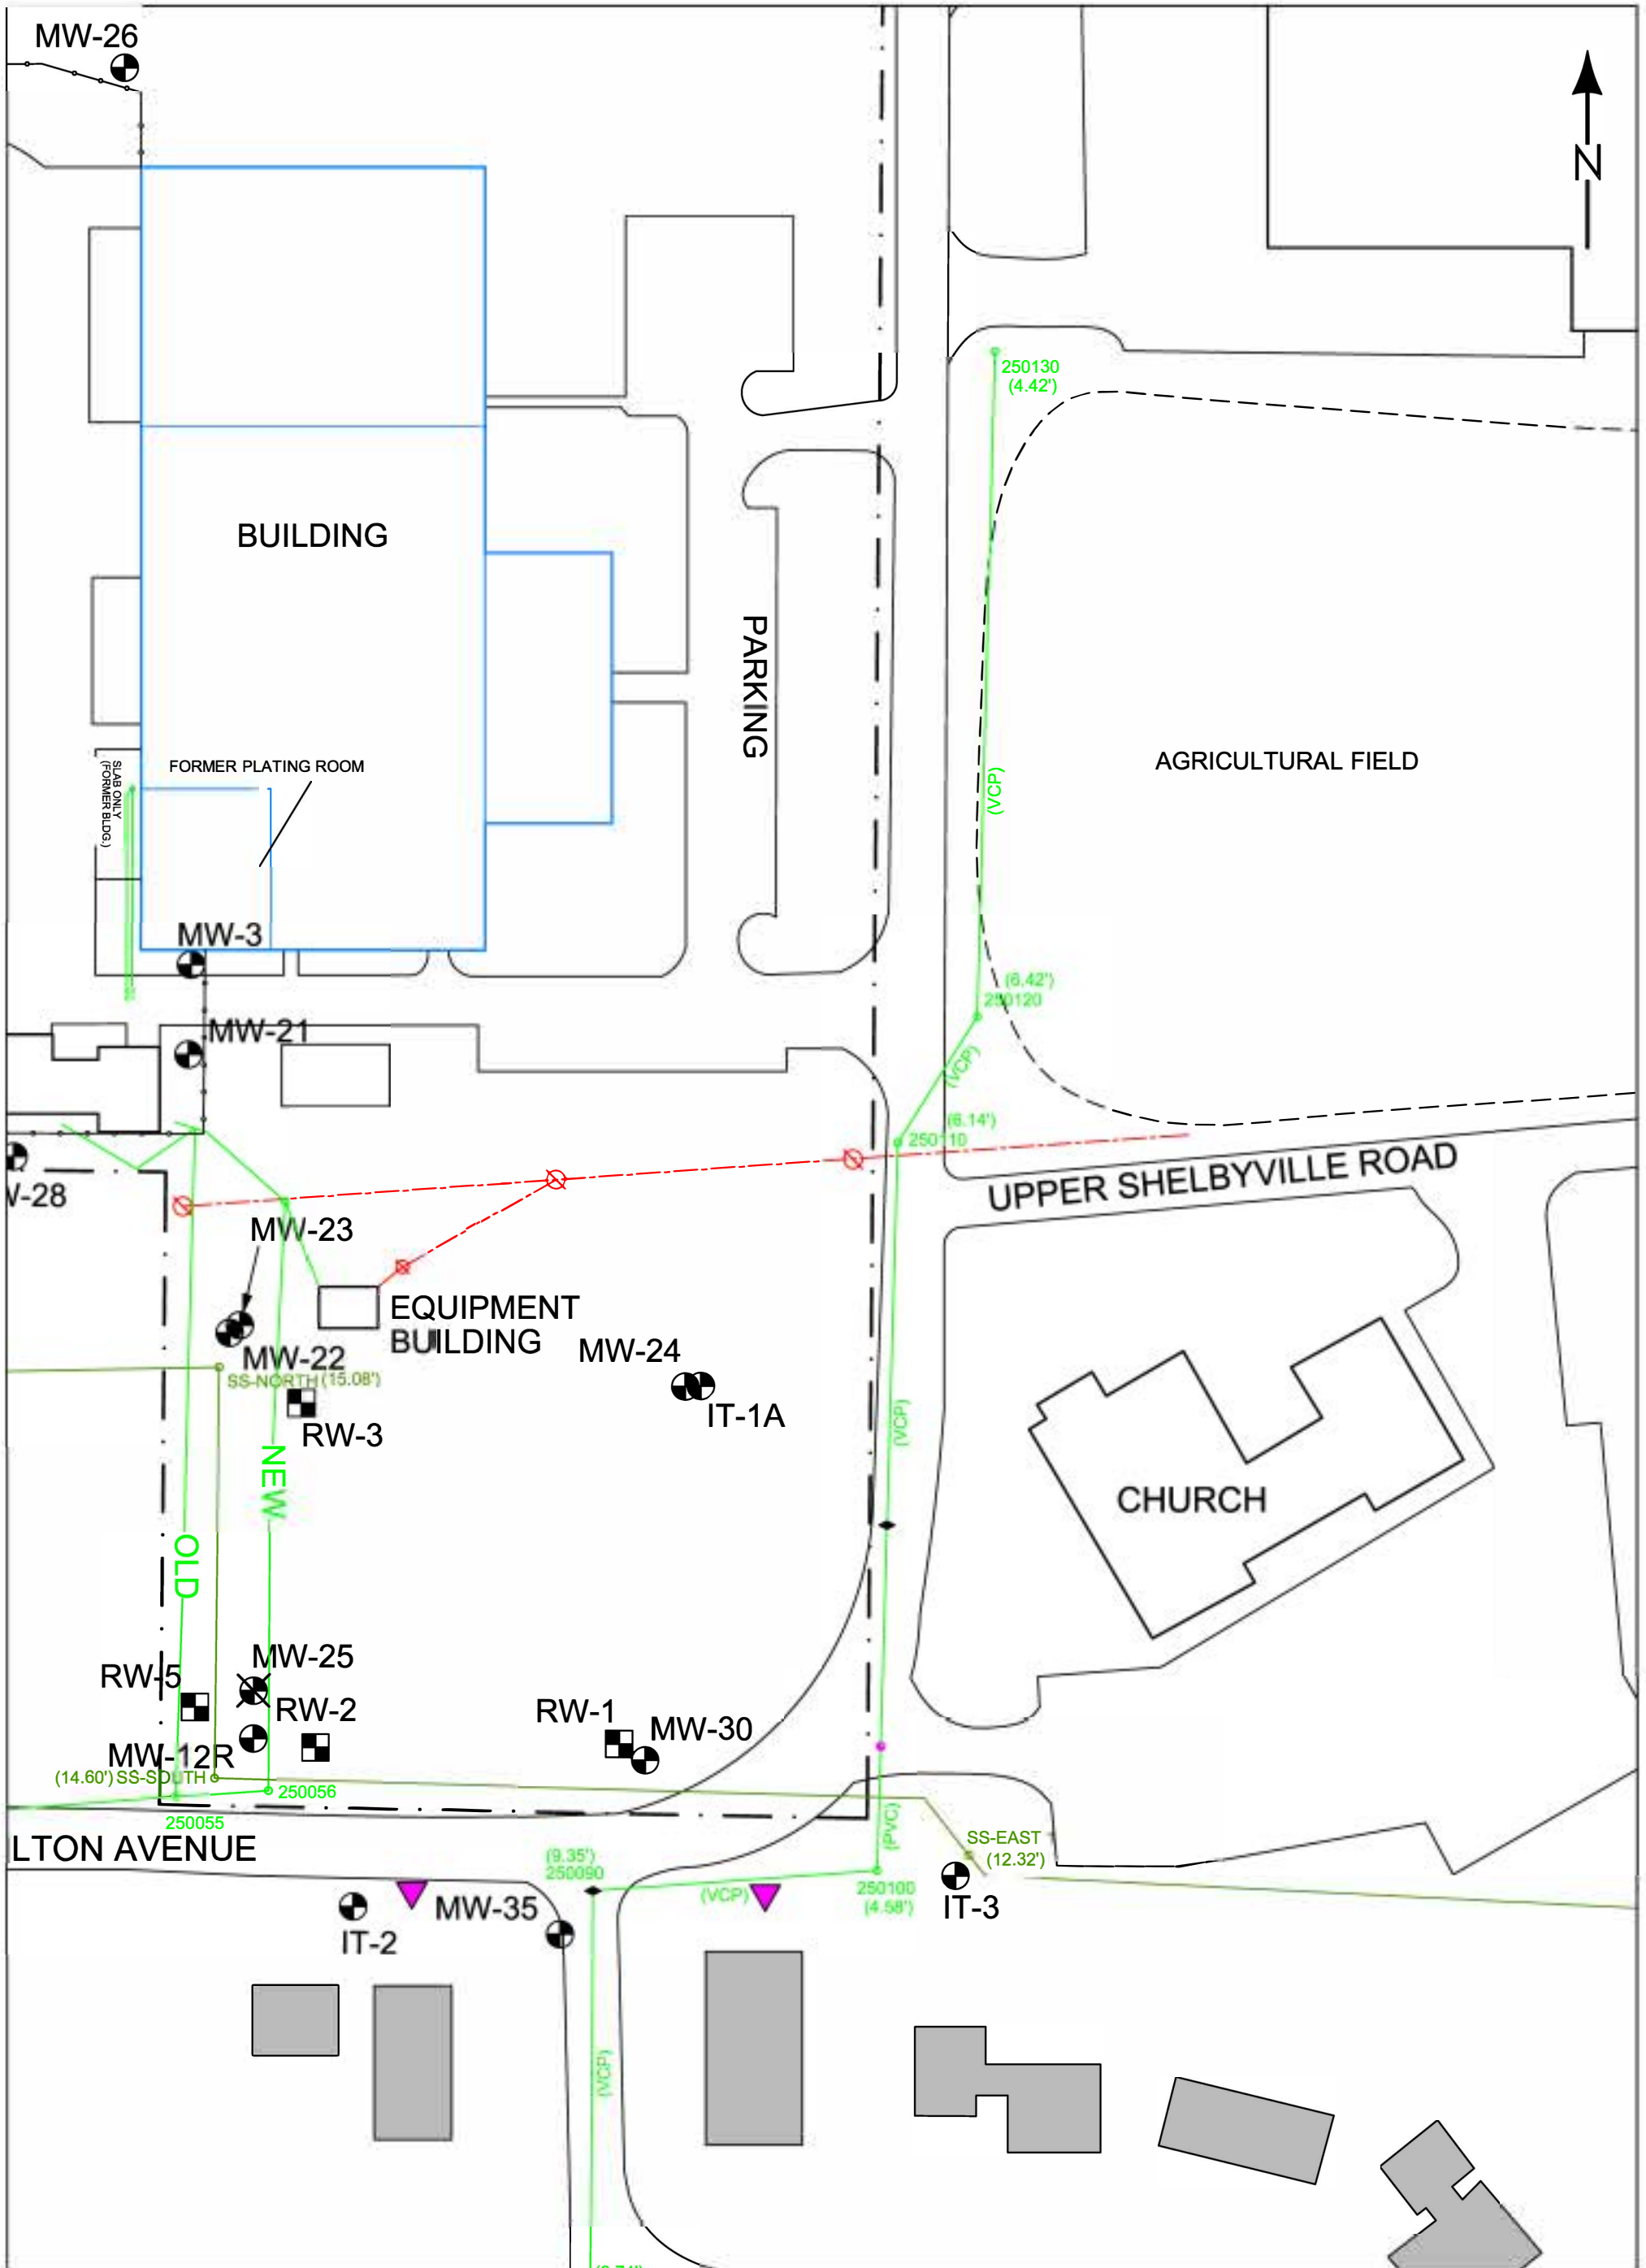 MW-26
N
250130
(4.42')
BUILDING
PARKING
AGRICULTURAL FIELD
(VCP)
FORMER PLATING ROOM
SLAB ONLY
(FORMER BLDG.)
MW-3
(6.42')
250120
MW-21
(VCP)
(6.14')
250110
UPPER SHELBYVILLE ROAD
W-28
MW-23
EQUIPMENT
BUILDING
MW-22
SS-NORTH (15.08')
MW-24
IT-1A
RW-3
(VCP)
NEW
CHURCH
OLD
MW-25
RW-5
RW-2
RW-1
MW-30
MW-12R
(14.60') SS-SOUTH
250056
250055
(PVC)
LTON AVENUE
SS-EAST
(12.32')
(9.35')
250090
(VCP)
250100
(4.58')
IT-3
MW-35
IT-2
(VCP)